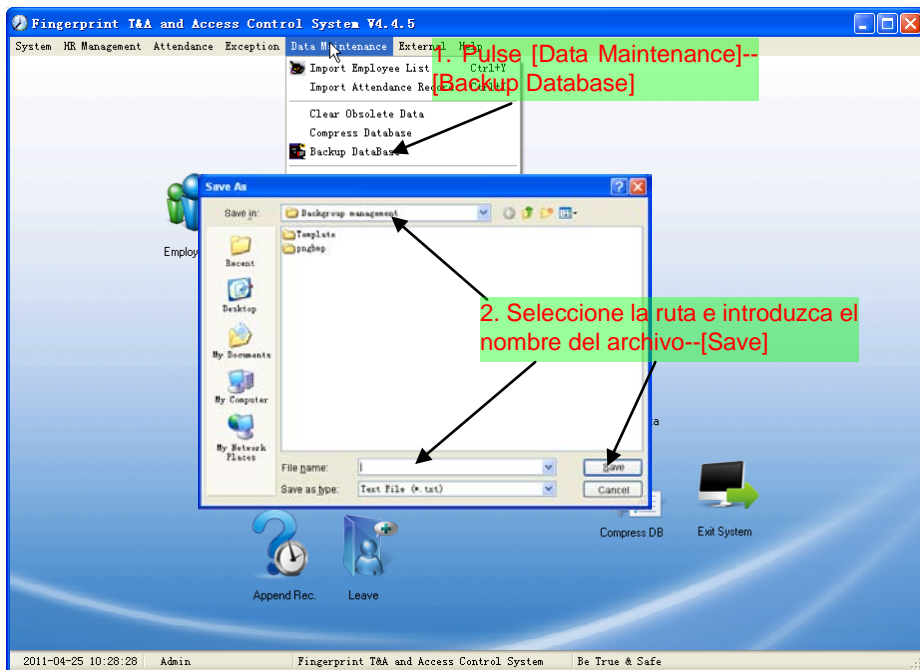 Fingerprint T&A and Access Control System V4.4.5
System HR Management Attendance Exception Data Maintenance External Help
1. Pulse [Data Maintenance]--
[Backup Database]
Import Employee List Ctrl+Y
Import Attendance Record
Clear Obsolete Data
Compress Database
Backup DataBase
Save As
Save in: Backgroup management
Template
pngbmp
Recent
Desktop
My Documents
My Computer
My Network
Places
Employ
2. Seleccione la ruta e introduzca el
nombre del archivo--[Save]
File name:
Save
Save as type: Text File (*.txt)
Cancel
Compress DB
Exit System
Append Rec.
Leave
2011-04-25 10:28:28 Admin Fingerprint T&A and Access Control System Be True & Safe